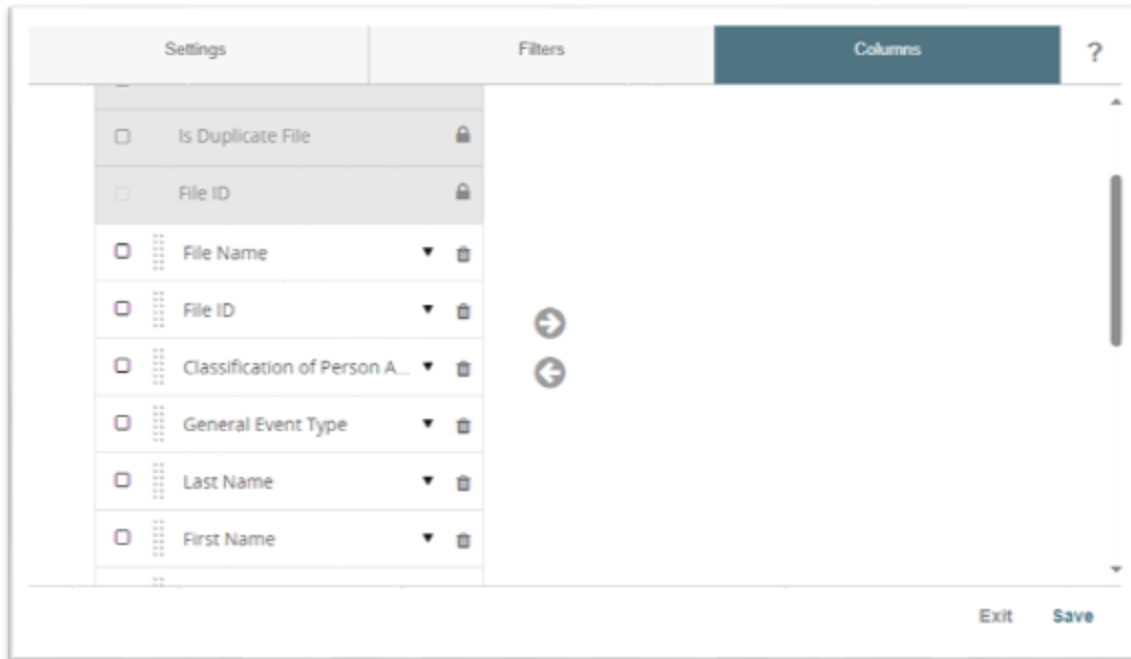 Settings
Filters
Columns
?
Is Duplicate File
File ID
File Name
File ID
Classification of Person A...
General Event Type
Last Name
First Name
Exit
Save